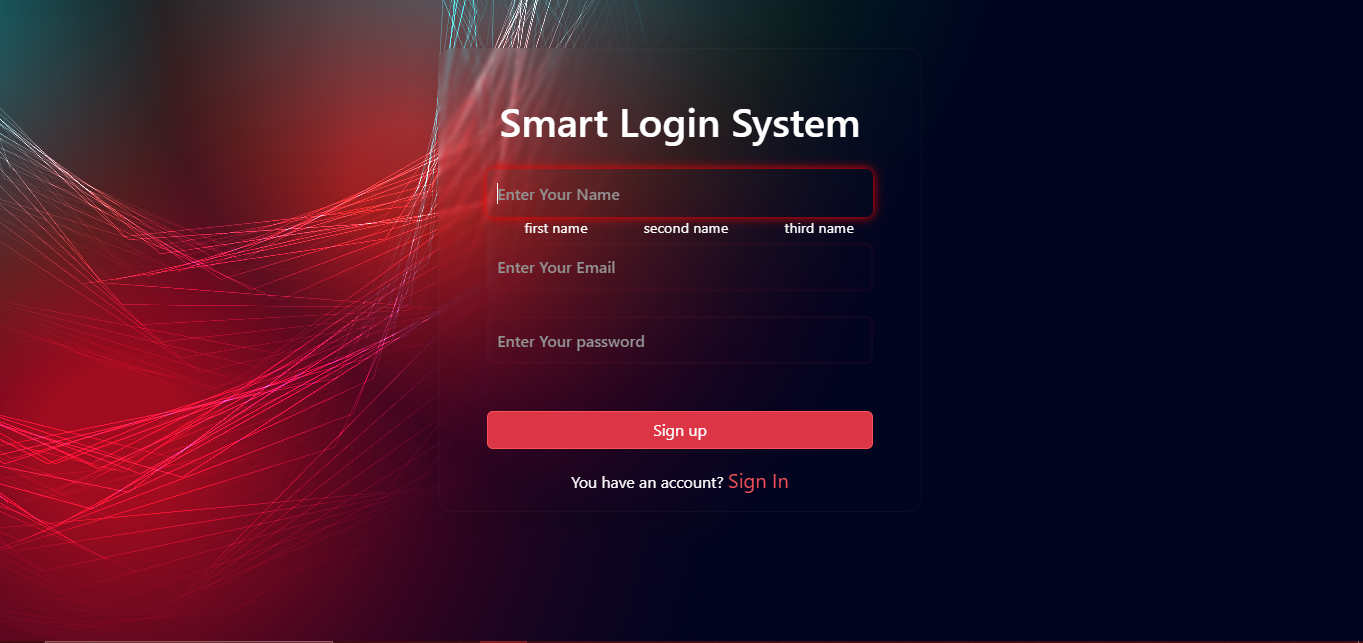 Smart Login System
Enter Your Name
first name second name third name
Enter Your Email
Enter Your password
Sign up
You have an account? Sign In